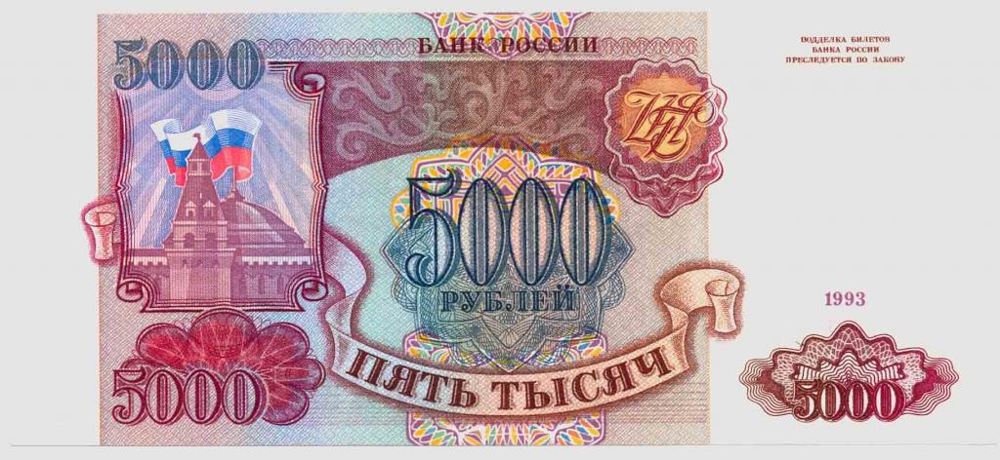 5000
БАНК РОССИИ
ПОДДЕЛКА БИЛЕТОВ
БАНКА РОССИИ
ПРЕСЛЕДУЕТСЯ ПО ЗАКОНУ
5000
РУБЛЕЙ
1993
ПЯТЬ ТЫСЯЧ
5000
5000